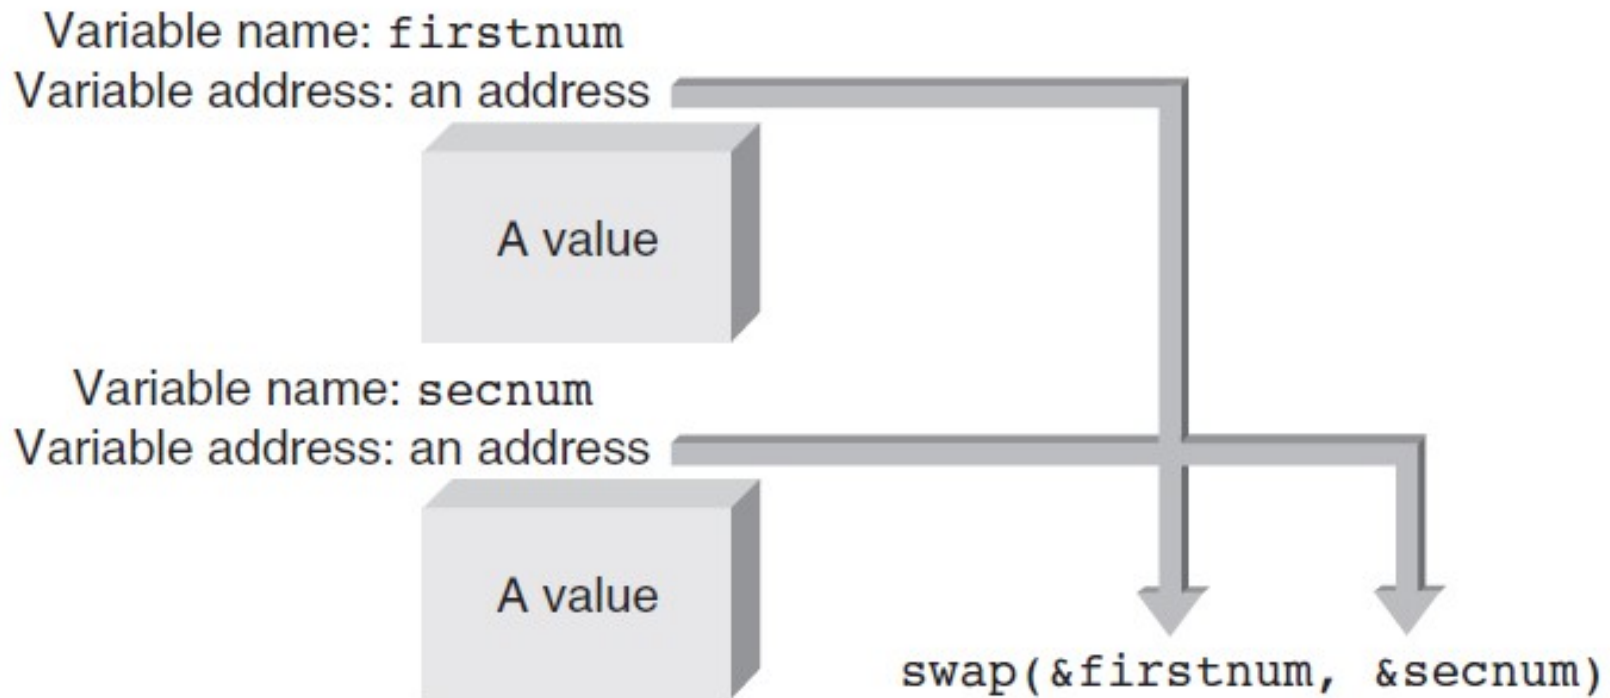 Variable name: firstnum
Variable address: an address
A value
Variable name: secnum
Variable address: an address
A value
swap(&firstnum, &secnum)